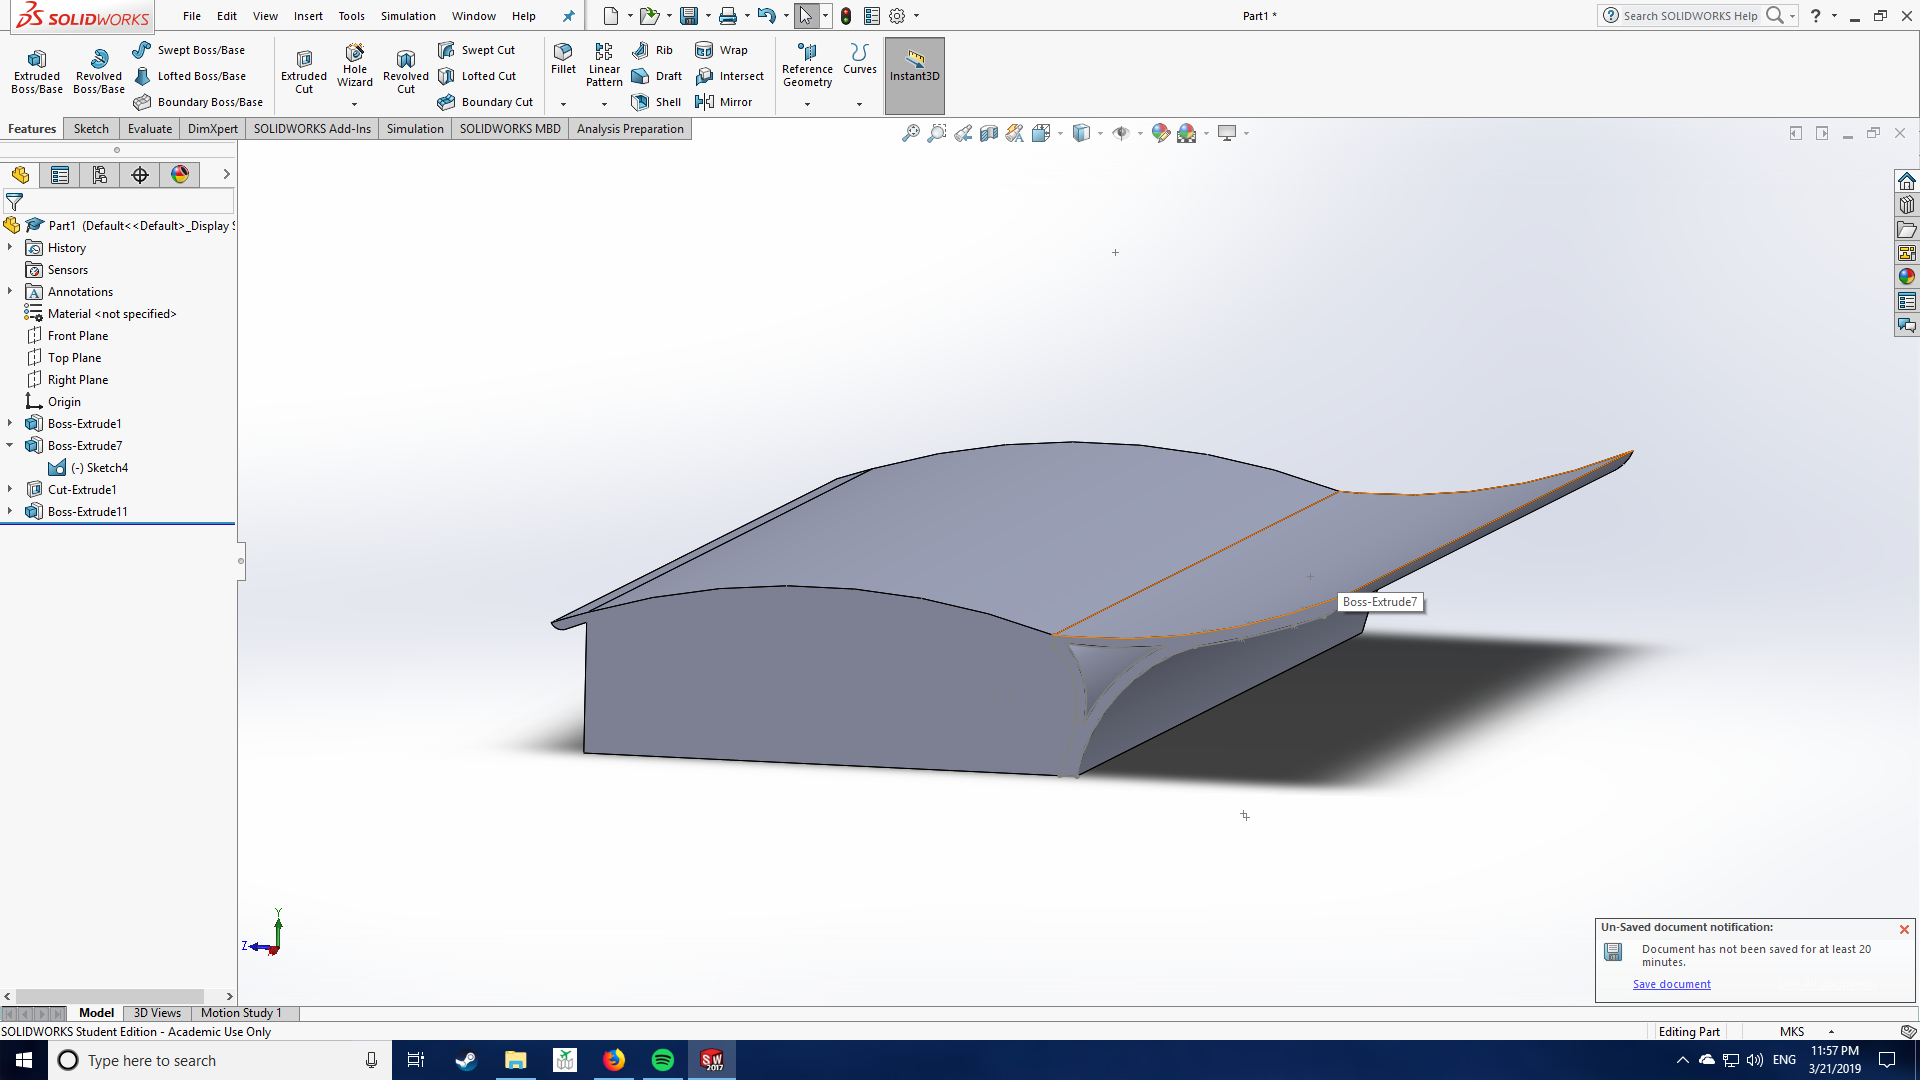 SOLIDWORKS File Edit View Insert Tools Simulation Window Help Part1 * Search SOLIDWORKS Help ?
Extruded Boss/Base
Revolved Boss/Base
Swept Boss/Base
Lofted Boss/Base
Boundary Boss/Base
Extruded Cut
Hole Wizard
Revolved Cut
Swept Cut
Lofted Cut
Boundary Cut
Fillet
Linear Pattern
Rib
Draft
Shell
Wrap
Intersect
Mirror
Reference Geometry
Curves
Instant3D
Features Sketch Evaluate DimXpert SOLIDWORKS Add-Ins Simulation SOLIDWORKS MBD Analysis Preparation
Part1 (Default<<Default>_Display S
History
Sensors
Annotations
Material <not specified>
Front Plane
Top Plane
Right Plane
Origin
Boss-Extrude1
Boss-Extrude7
(-) Sketch4
Cut-Extrude1
Boss-Extrude11
Boss-Extrude7
Y
Z
Un-Saved document notification:
Document has not been saved for at least 20
minutes.
Save document
Model 3D Views Motion Study 1
SOLIDWORKS Student Edition - Academic Use Only Editing Part MKS
Type here to search
SW
2017
ENG
11:57 PM
3/21/2019